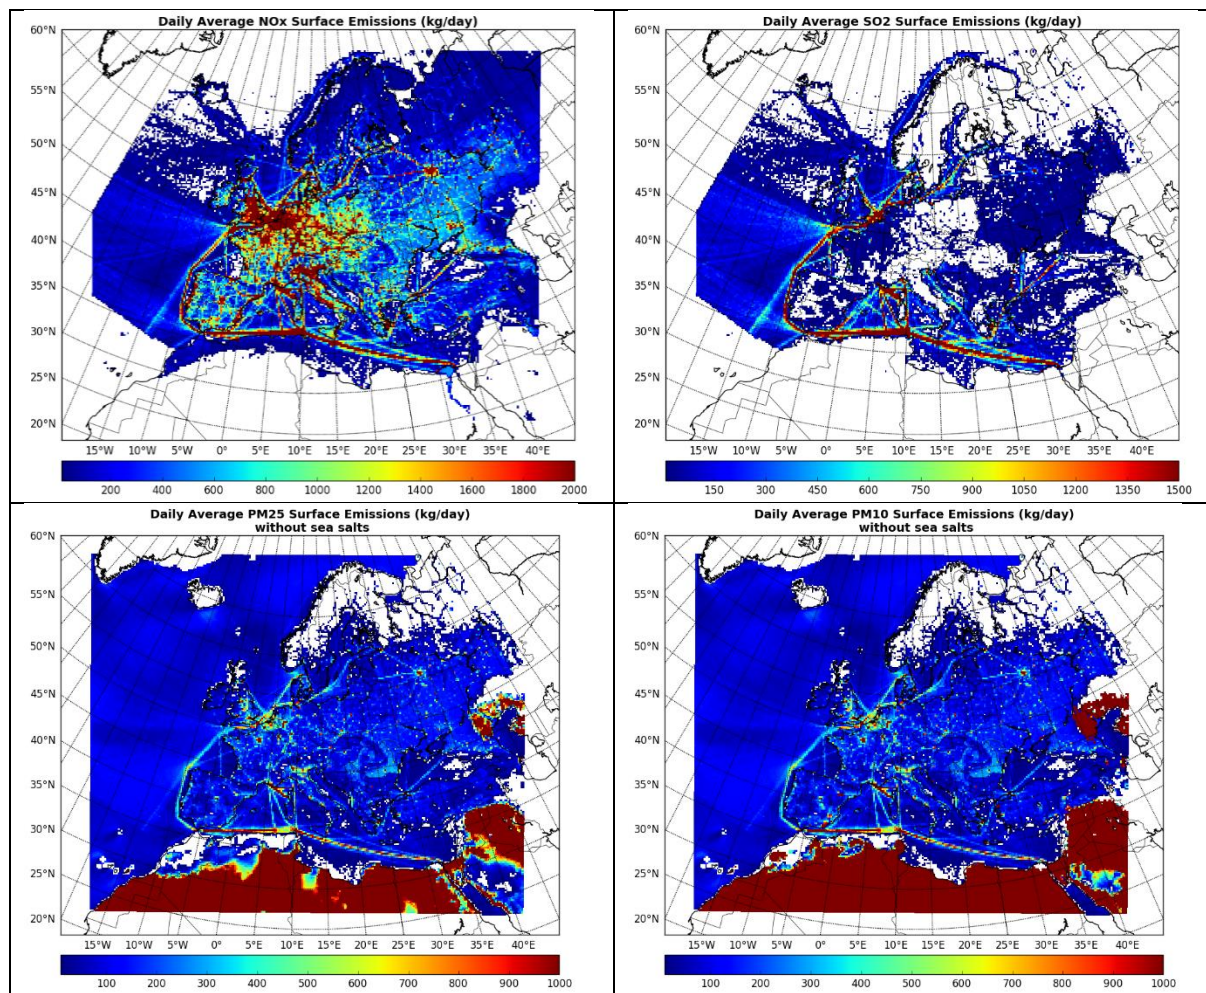 Daily Average NOx Surface Emissions (kg/day)
60°N
55°N
50°N
45°N
40°N
35°N
30°N
25°N
20°N
15°W 10°W 5°W 0° 5°E 10°E 15°E 20°E 25°E 30°E 35°E 40°E
200 400 600 800 1000 1200 1400 1600 1800 2000
Daily Average SO2 Surface Emissions (kg/day)
60°N
55°N
50°N
45°N
40°N
35°N
30°N
25°N
20°N
15°W 10°W 5°W 0° 5°E 10°E 15°E 20°E 25°E 30°E 35°E 40°E
150 300 450 600 750 900 1050 1200 1350 1500
Daily Average PM25 Surface Emissions (kg/day)
without sea salts
60°N
55°N
50°N
45°N
40°N
35°N
30°N
25°N
20°N
15°W 10°W 5°W 0° 5°E 10°E 15°E 20°E 25°E 30°E 35°E 40°E
100 200 300 400 500 600 700 800 900 1000
Daily Average PM10 Surface Emissions (kg/day)
without sea salts
60°N
55°N
50°N
45°N
40°N
35°N
30°N
25°N
20°N
15°W 10°W 5°W 0° 5°E 10°E 15°E 20°E 25°E 30°E 35°E 40°E
100 200 300 400 500 600 700 800 900 1000